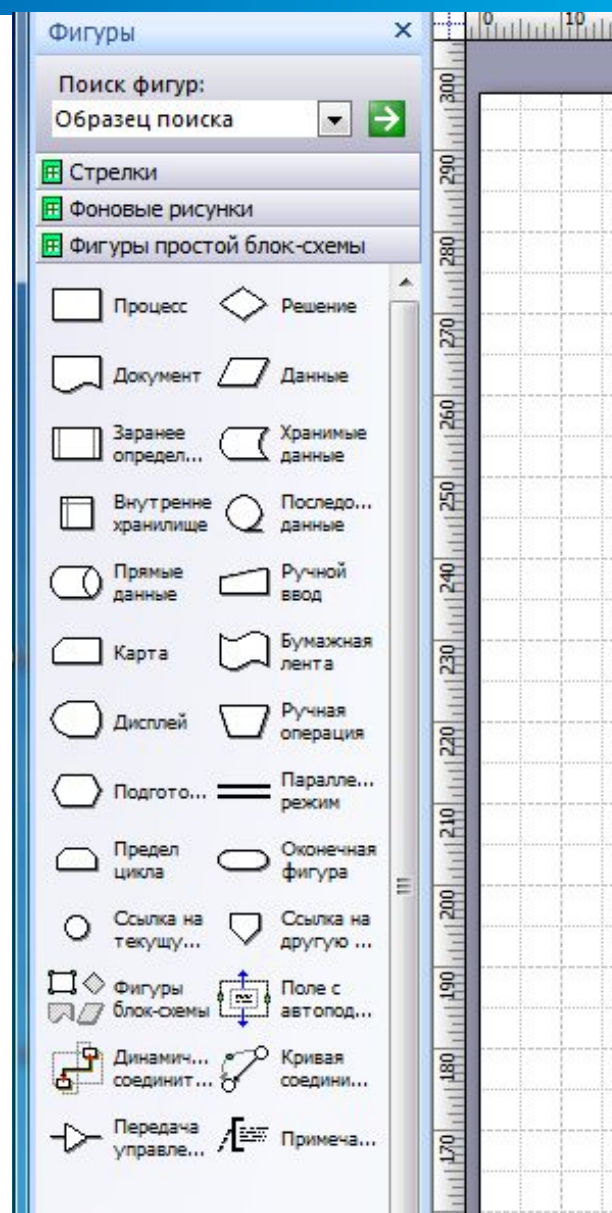 Фигуры
Поиск фигур:
Образец поиска
Стрелки
Фоновые рисунки
Фигуры простой блок-схемы
Процесс
Решение
Документ
Данные
Заранее
определ...
Хранимые
данные
Внутренне
хранилище
Последо...
данные
Прямые
данные
Ручной
ввод
Карта
Бумажная
лента
Дисплей
Ручная
операция
Подгото...
Паралле...
режим
Предел
цикла
Оконечная
фигура
Ссылка на
текущу...
Ссылка на
другую ...
Фигуры
блок-схемы
Поле с
автопод...
Динамич...
соединит...
Кривая
соедини...
Передача
управле...
Примеча...
0 10
300
290
280
270
260
250
240
230
220
210
200
190
180
170